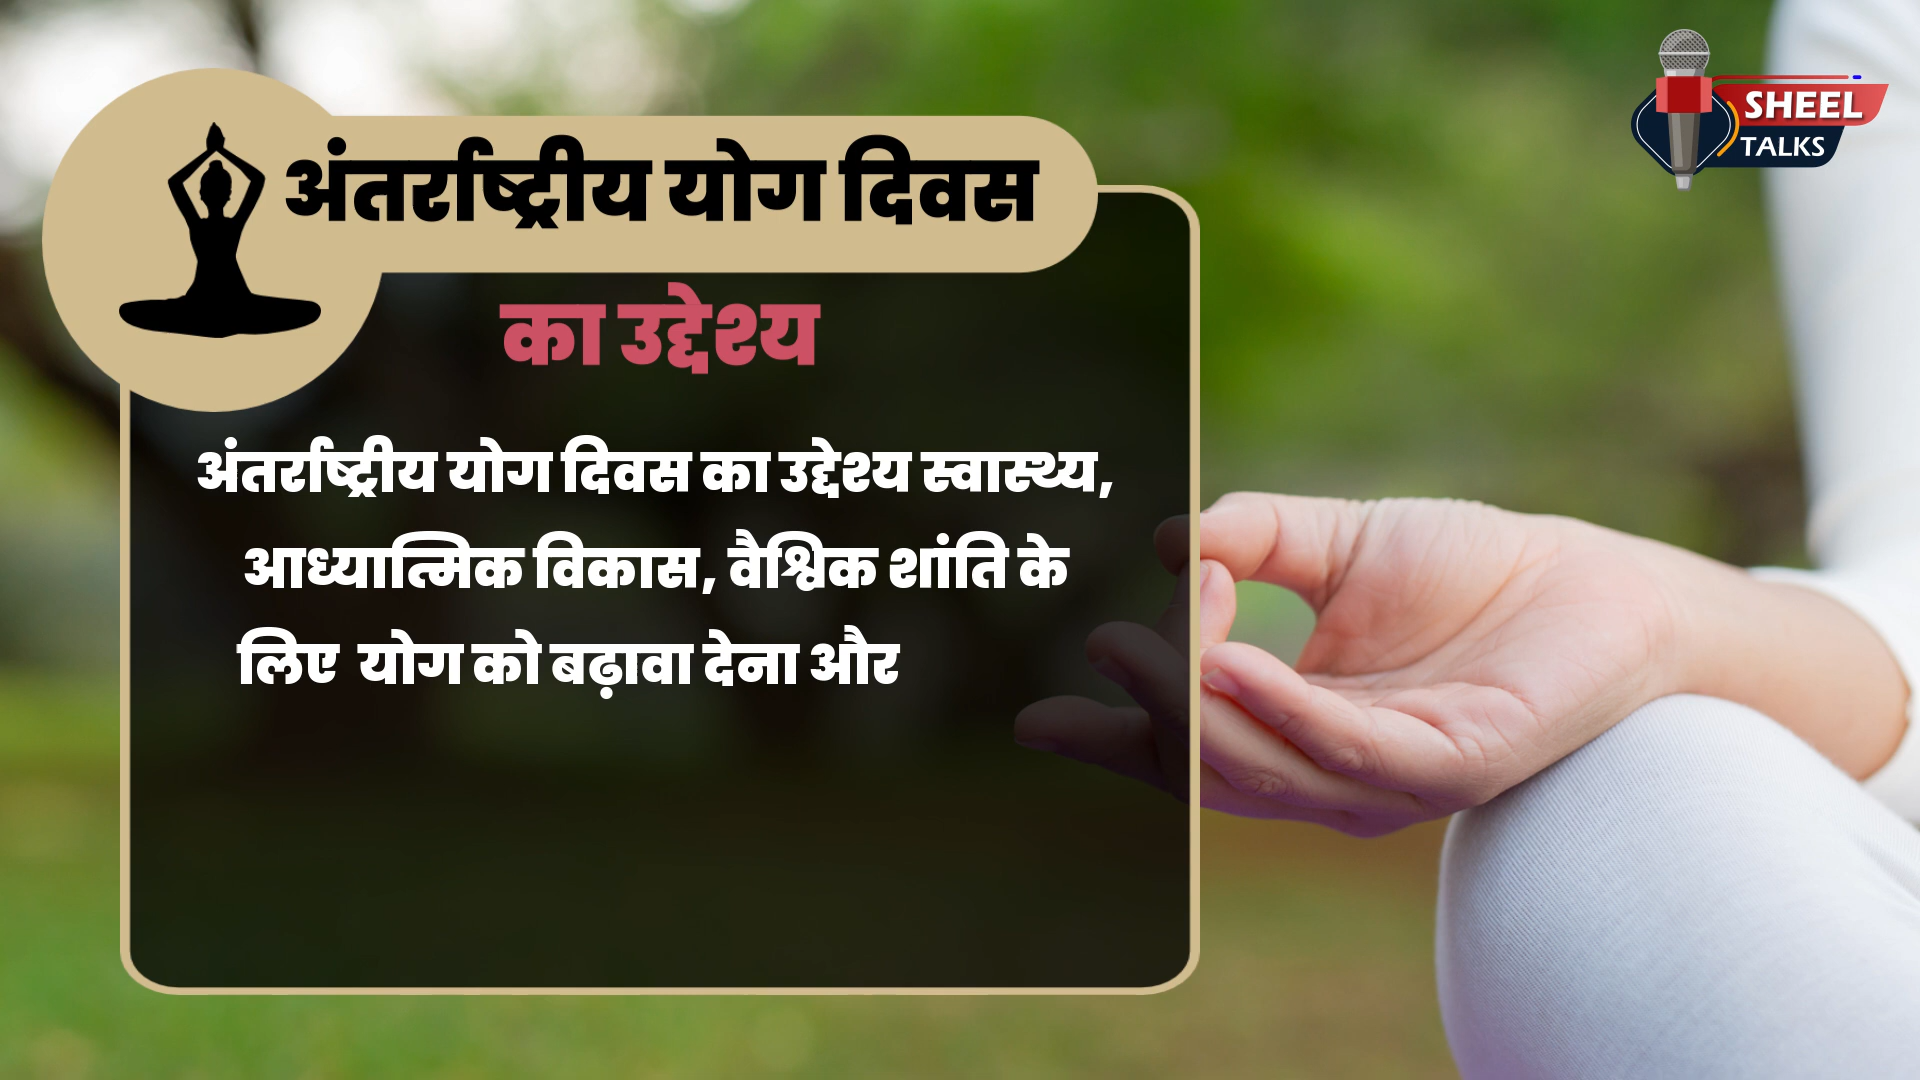 SHEEL
TALKS
अंतर्राष्ट्रीय योग दिवस
का उद्देश्य
अंतर्राष्ट्रीय योग दिवस का उद्देश्य स्वास्थ्य,
आध्यात्मिक विकास, वैश्विक शांति के
लिए योग को बढ़ावा देना और